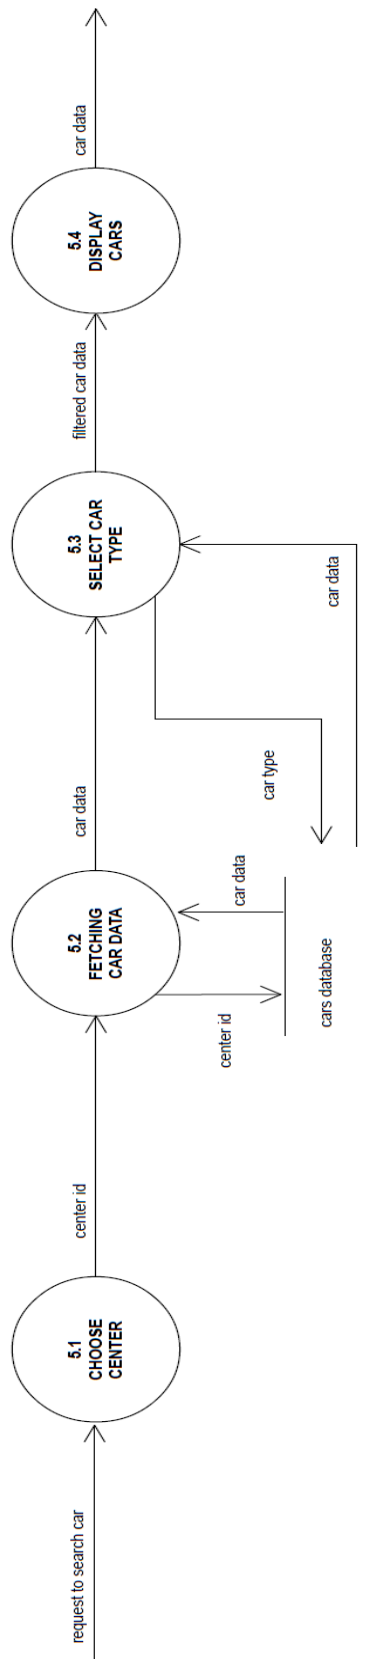 request to search car
5.1
CHOOSE
CENTER
center id
5.2
FETCHING
CAR DATA
center id
car data
cars database
car data
5.3
SELECT CAR
TYPE
car type
car data
filtered car data
5.4
DISPLAY
CARS
car data